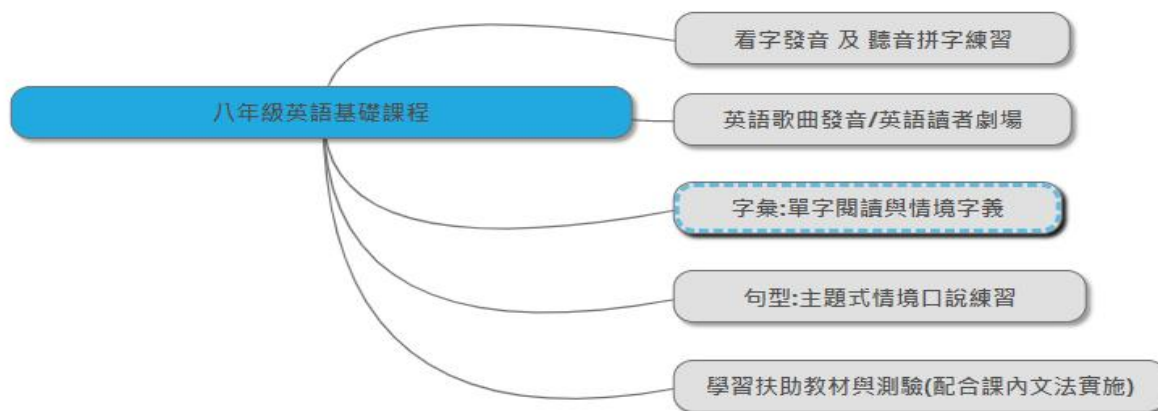 看字發音 及 聽音拼字練習
八年級英語基礎課程
英語歌曲發音/英語讀者劇場
字彙:單字閱讀與情境字義
句型:主題式情境口說練習
學習扶助教材與測驗(配合課內文法實施)